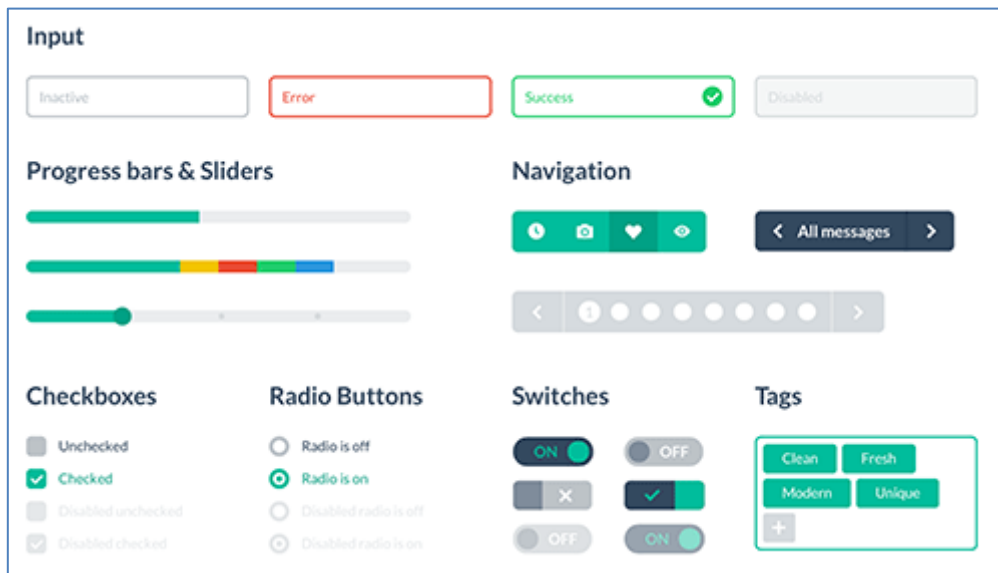 Input
Inactive
Error
Success
Disabled
Progress bars & Sliders
Navigation
All messages
1
Checkboxes
Radio Buttons
Switches
Tags
Unchecked
Radio is off
ON
OFF
Clean
Fresh
Checked
Radio is on
Modern
Unique
Disabled unchecked
Disabled radio is off
Disabled checked
Disabled radio is on
OFF
ON